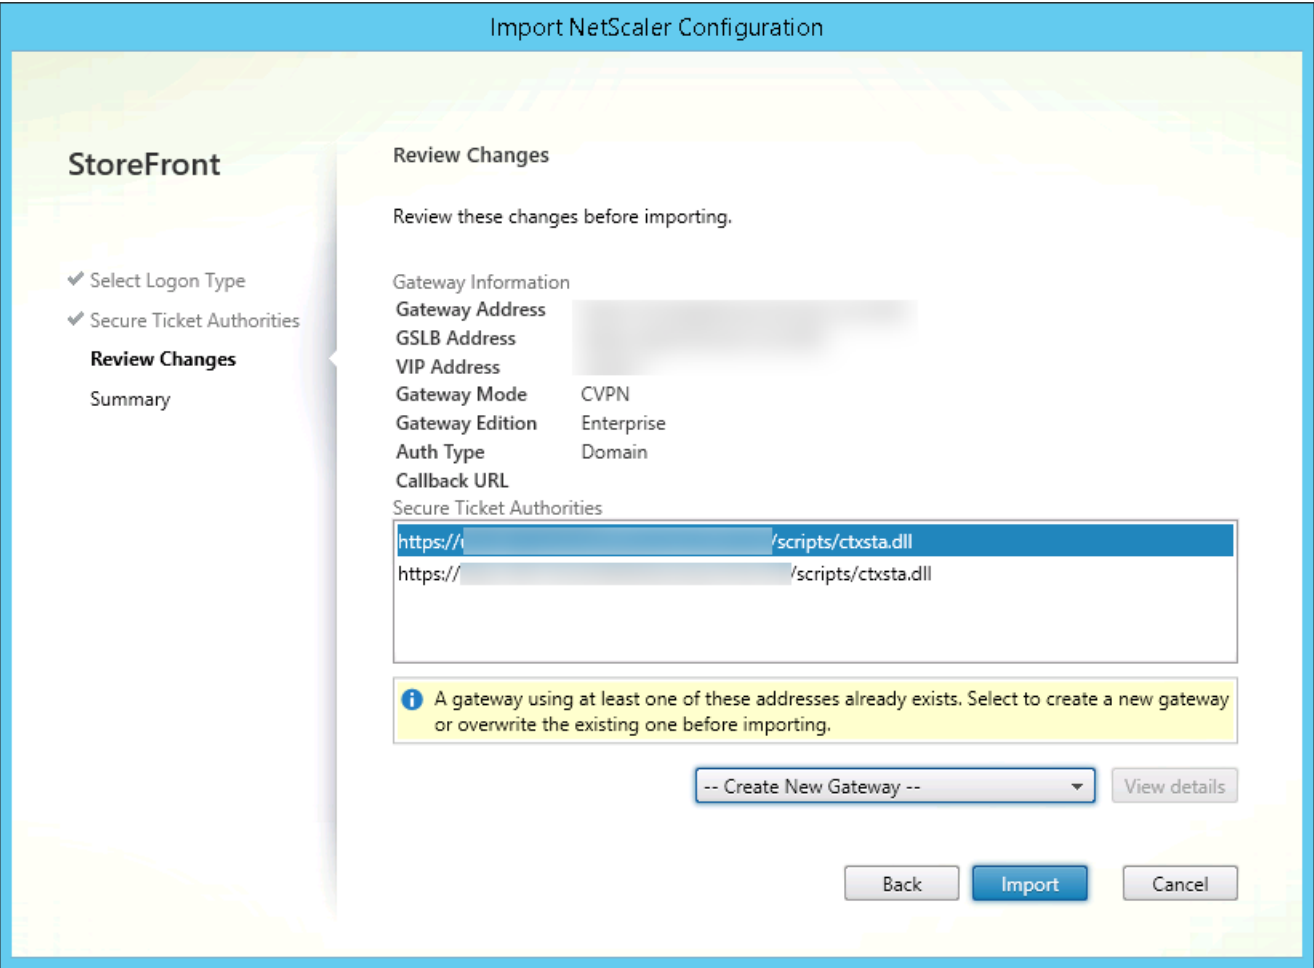 Import NetScaler Configuration
StoreFront
Select Logon Type
Secure Ticket Authorities
Review Changes
Summary
Review Changes
Review these changes before importing.
Gateway Information
Gateway Address
GSLB Address
VIP Address
Gateway Mode CVPN
Gateway Edition Enterprise
Auth Type Domain
Callback URL
Secure Ticket Authorities
https:// /scripts/ctxsta.dll
https:// /scripts/ctxsta.dll
A gateway using at least one of these addresses already exists. Select to create a new gateway
or overwrite the existing one before importing.
-- Create New Gateway -- View details
Back Import Cancel